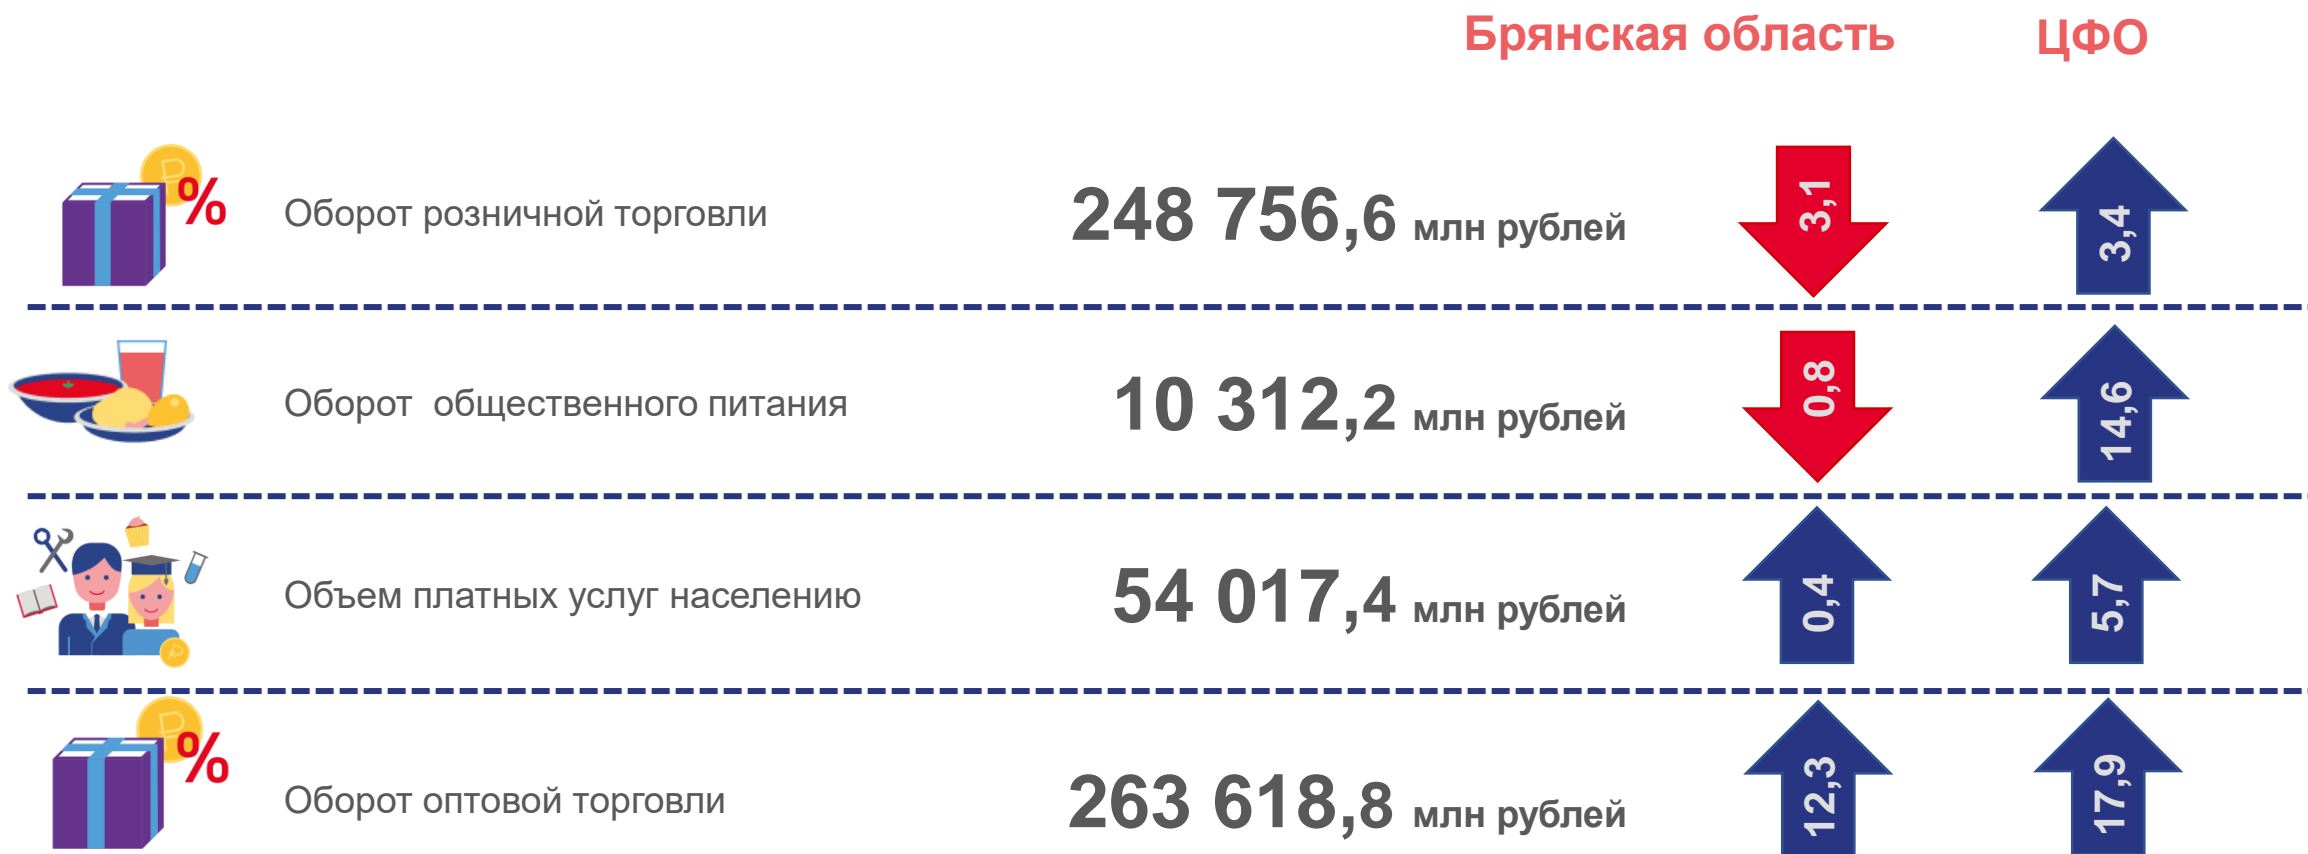 Брянская область ЦФО
% Оборот розничной торговли 248 756,6 млн рублей 3,1 3,4
Оборот общественного питания 10 312,2 млн рублей 0,8 14,6
Объем платных услуг населению 54 017,4 млн рублей 0,4 5,7
% Оборот оптовой торговли 263 618,8 млн рублей 12,3 17,9